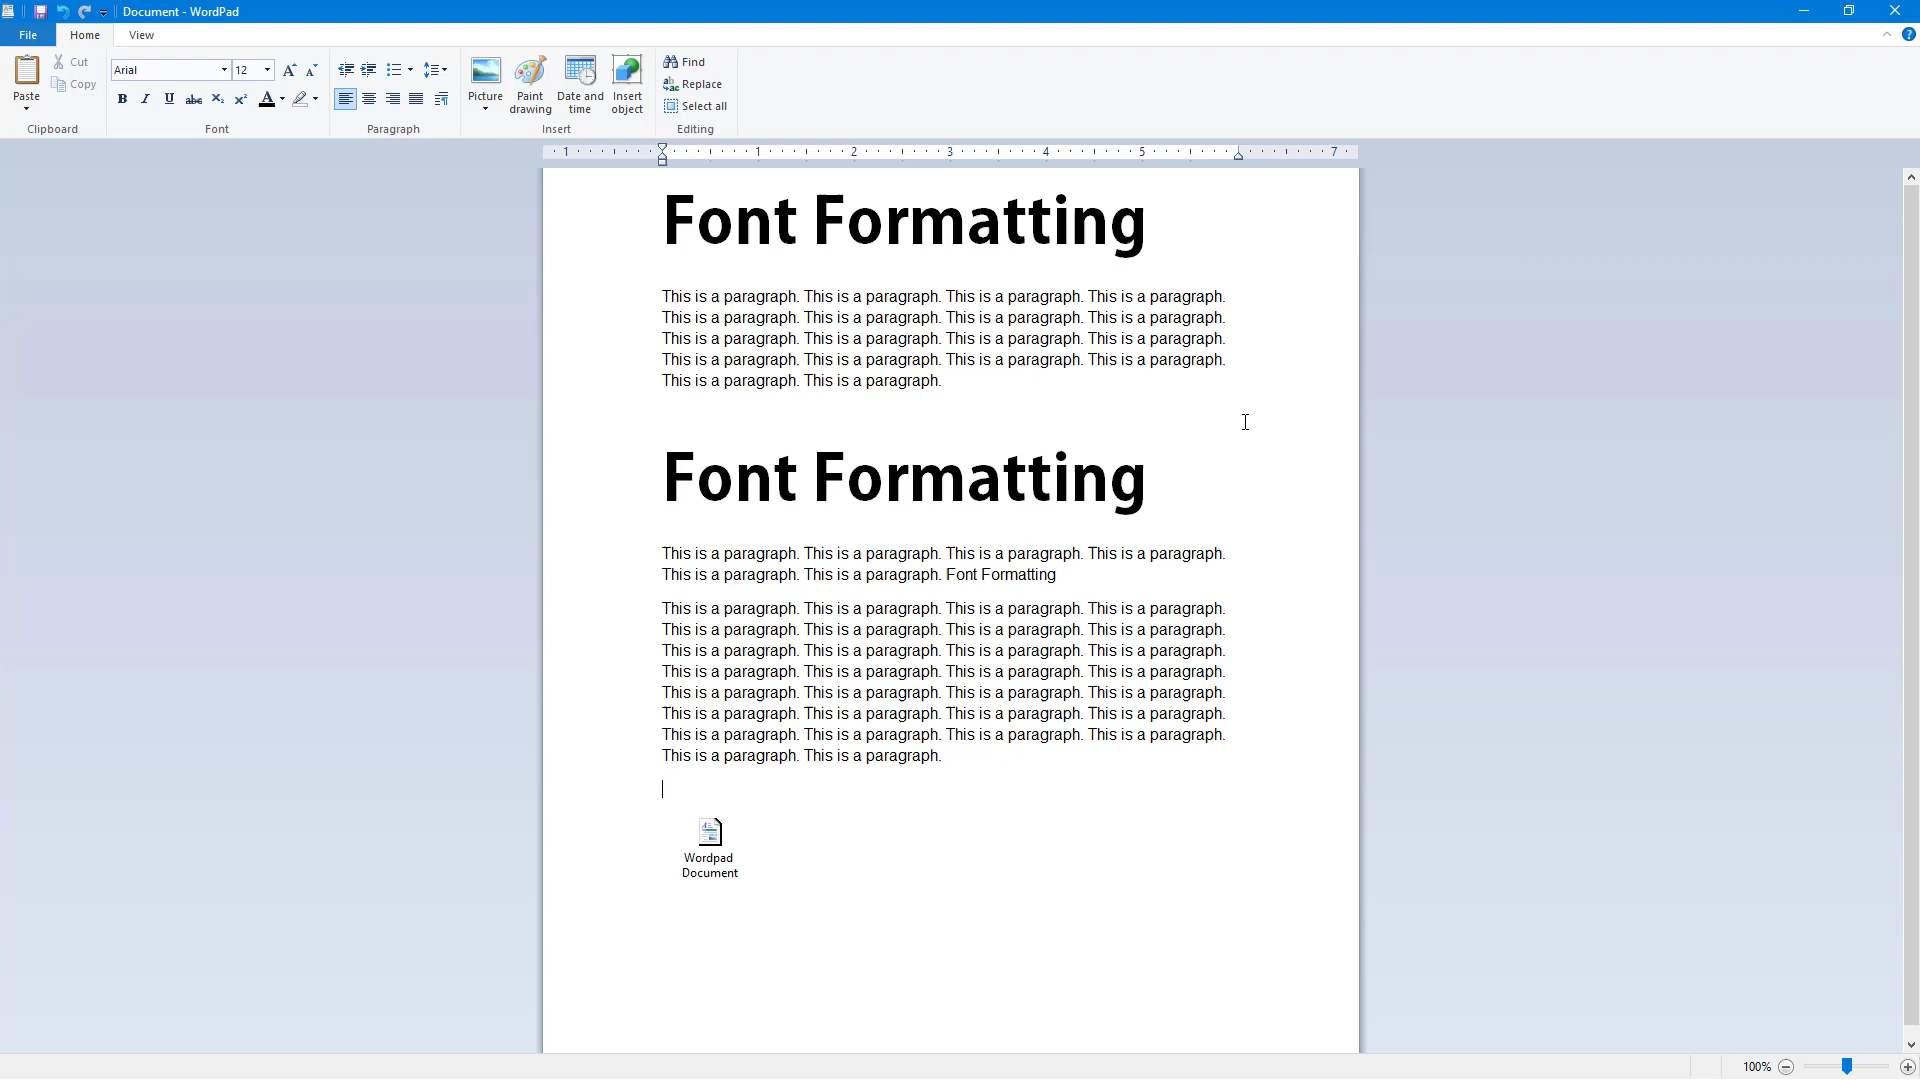 Document - WordPad
File Home View
Paste
Cut
Copy
Clipboard
Arial 12
B I U abc X₂ X² A
Font
Paragraph
Picture
Paint drawing
Date and time
Insert object
Insert
Find
Replace
Select all
Editing
1 1 2 3 4 5 7
Font Formatting
This is a paragraph. This is a paragraph. This is a paragraph. This is a paragraph.
This is a paragraph. This is a paragraph. This is a paragraph. This is a paragraph.
This is a paragraph. This is a paragraph. This is a paragraph. This is a paragraph.
This is a paragraph. This is a paragraph. This is a paragraph. This is a paragraph.
This is a paragraph. This is a paragraph.
Font Formatting
This is a paragraph. This is a paragraph. This is a paragraph. This is a paragraph.
This is a paragraph. This is a paragraph. Font Formatting
This is a paragraph. This is a paragraph. This is a paragraph. This is a paragraph.
This is a paragraph. This is a paragraph. This is a paragraph. This is a paragraph.
This is a paragraph. This is a paragraph. This is a paragraph. This is a paragraph.
This is a paragraph. This is a paragraph. This is a paragraph. This is a paragraph.
This is a paragraph. This is a paragraph. This is a paragraph. This is a paragraph.
This is a paragraph. This is a paragraph. This is a paragraph. This is a paragraph.
This is a paragraph. This is a paragraph. This is a paragraph. This is a paragraph.
This is a paragraph. This is a paragraph.
Wordpad
Document
100%